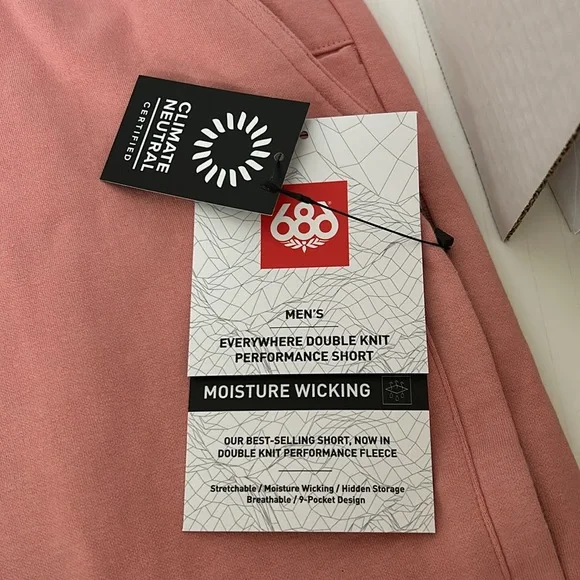 CLIMATE
NEUTRAL
CERTIFIED
686
MEN'S
EVERYWHERE DOUBLE KNIT
PERFORMANCE SHORT
MOISTURE WICKING
OUR BEST-SELLING SHORT, NOW IN
DOUBLE KNIT PERFORMANCE FLEECE
Stretchable / Moisture Wicking / Hidden Storage
Breathable / 9-Pocket Design